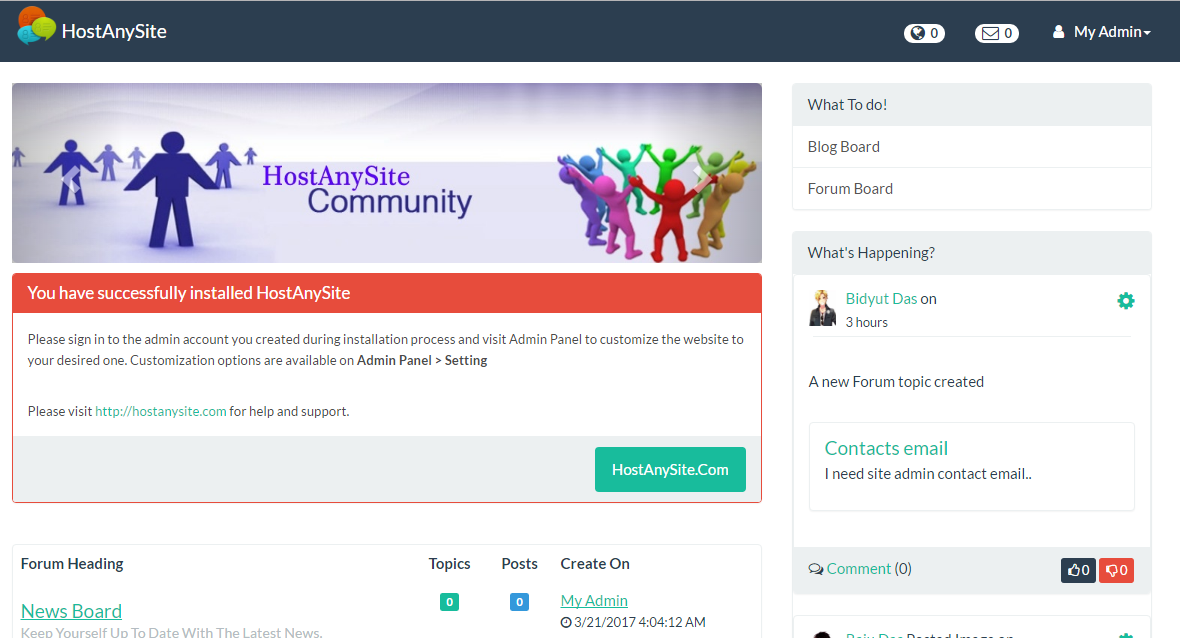 HostAnySite
0
0
My Admin
HostAnySite
Community
You have successfully installed HostAnySite
Please sign in to the admin account you created during installation process and visit Admin Panel to customize the website to
your desired one. Customization options are available on Admin Panel > Setting
Please visit http://hostanysite.com for help and support.
HostAnySite.Com
Forum Heading Topics Posts Create On
News Board 0 0 My Admin
Keep Yourself Up To Date With The Latest News. 3/21/2017 4:04:12 AM
What To do!
Blog Board
Forum Board
What's Happening?
Bidyut Das on
3 hours
A new Forum topic created
Contacts email
I need site admin contact email..
Comment (0) 0 0
Posted Image on